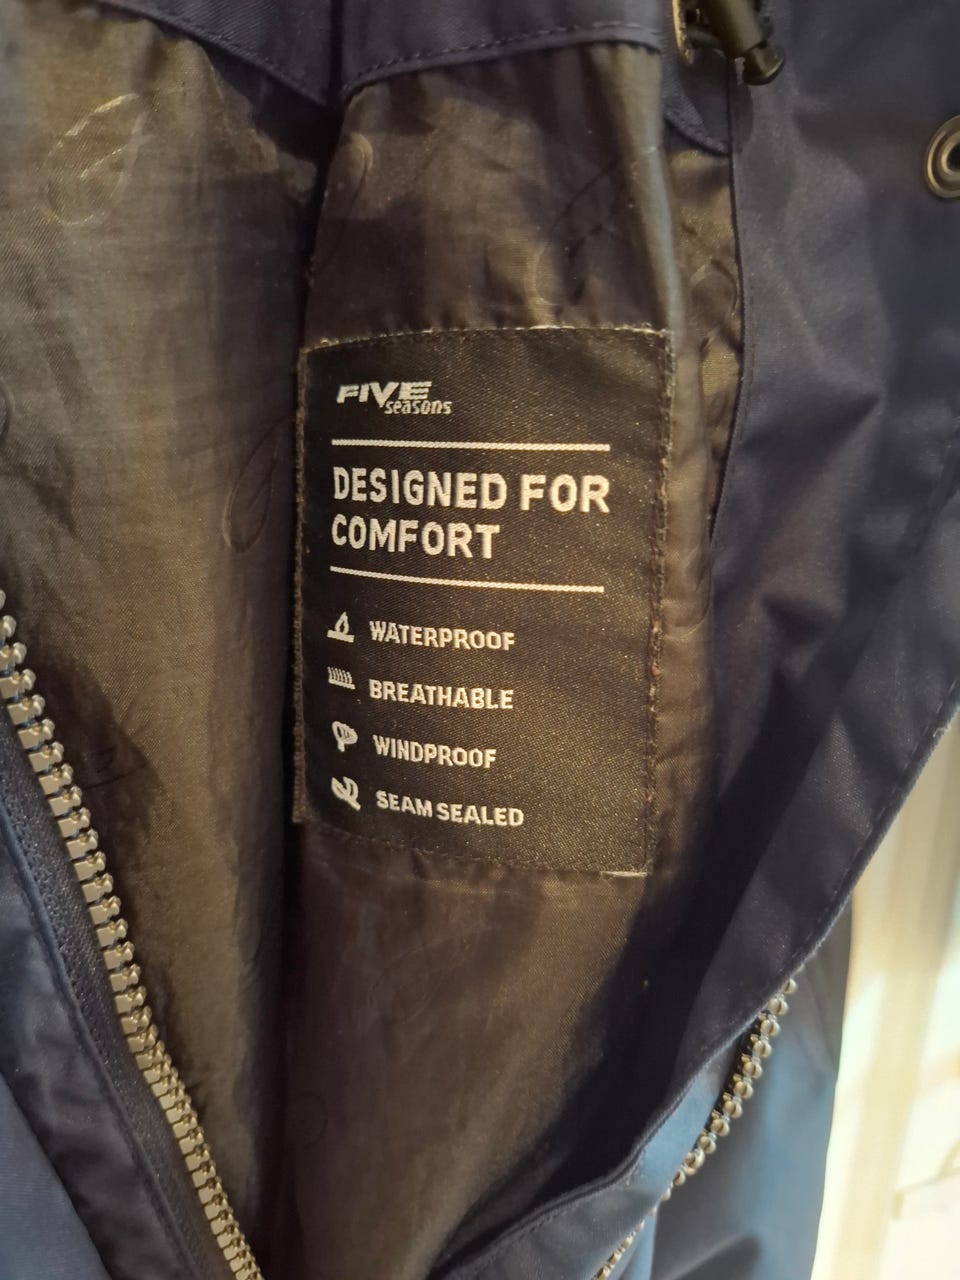 FIVE
seasons
DESIGNED FOR
COMFORT
WATERPROOF
BREATHABLE
WINDPROOF
SEAM SEALED